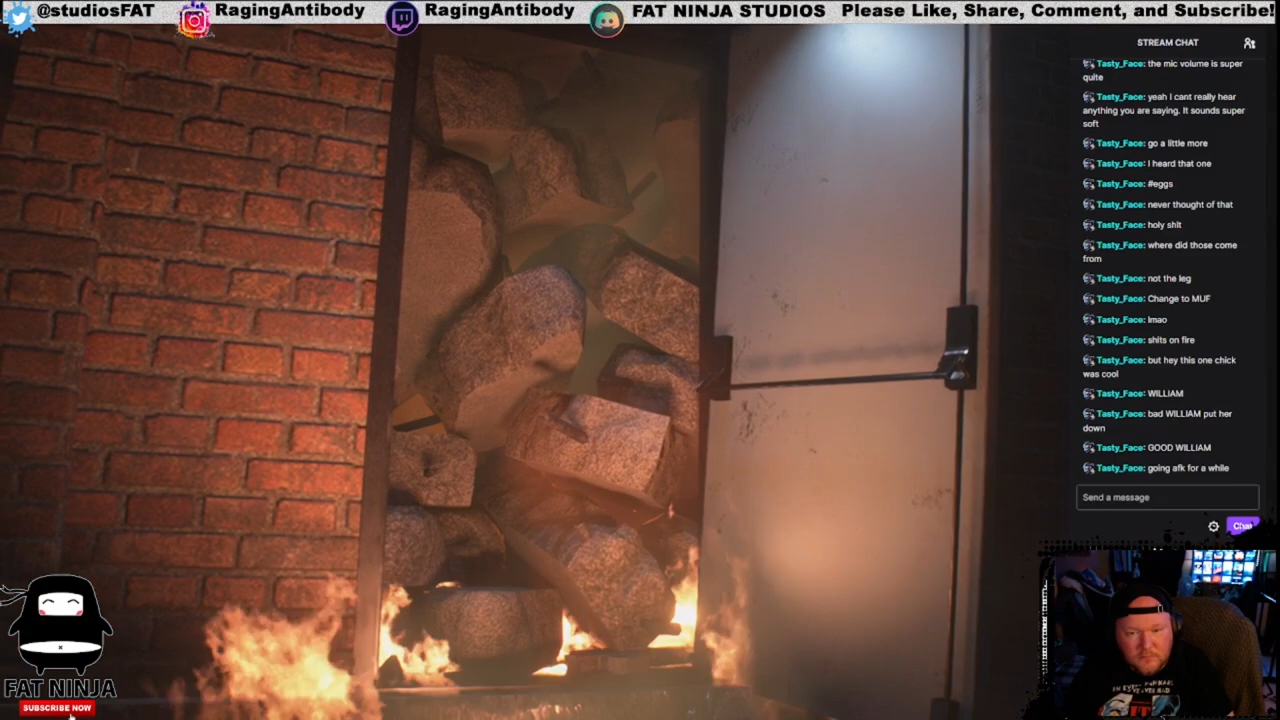 @studiosFAT RagingAntibody RagingAntibody FAT NINJA STUDIOS Please Like, Share, Comment, and Subscribe!
STREAM CHAT
Tasty_Face: the mic volume is super
quite
Tasty_Face: yeah I cant really hear
anything you are saying. It sounds super
soft
Tasty_Face: go a little more
Tasty_Face: I heard that one
Tasty_Face: #eggs
Tasty_Face: never thought of that
Tasty_Face: holy shit
Tasty_Face: where did those come
from
Tasty_Face: not the leg
Tasty_Face: Change to MUF
Tasty_Face: lmao
Tasty_Face: shits on fire
Tasty_Face: but hey this one chick
was cool
Tasty_Face: WILLIAM
Tasty_Face: bad WILLIAM put her
down
Tasty_Face: GOOD WILLIAM
Tasty_Face: going afk for a while
Send a message
Chat
FAT NINJA
SUBSCRIBE NOW